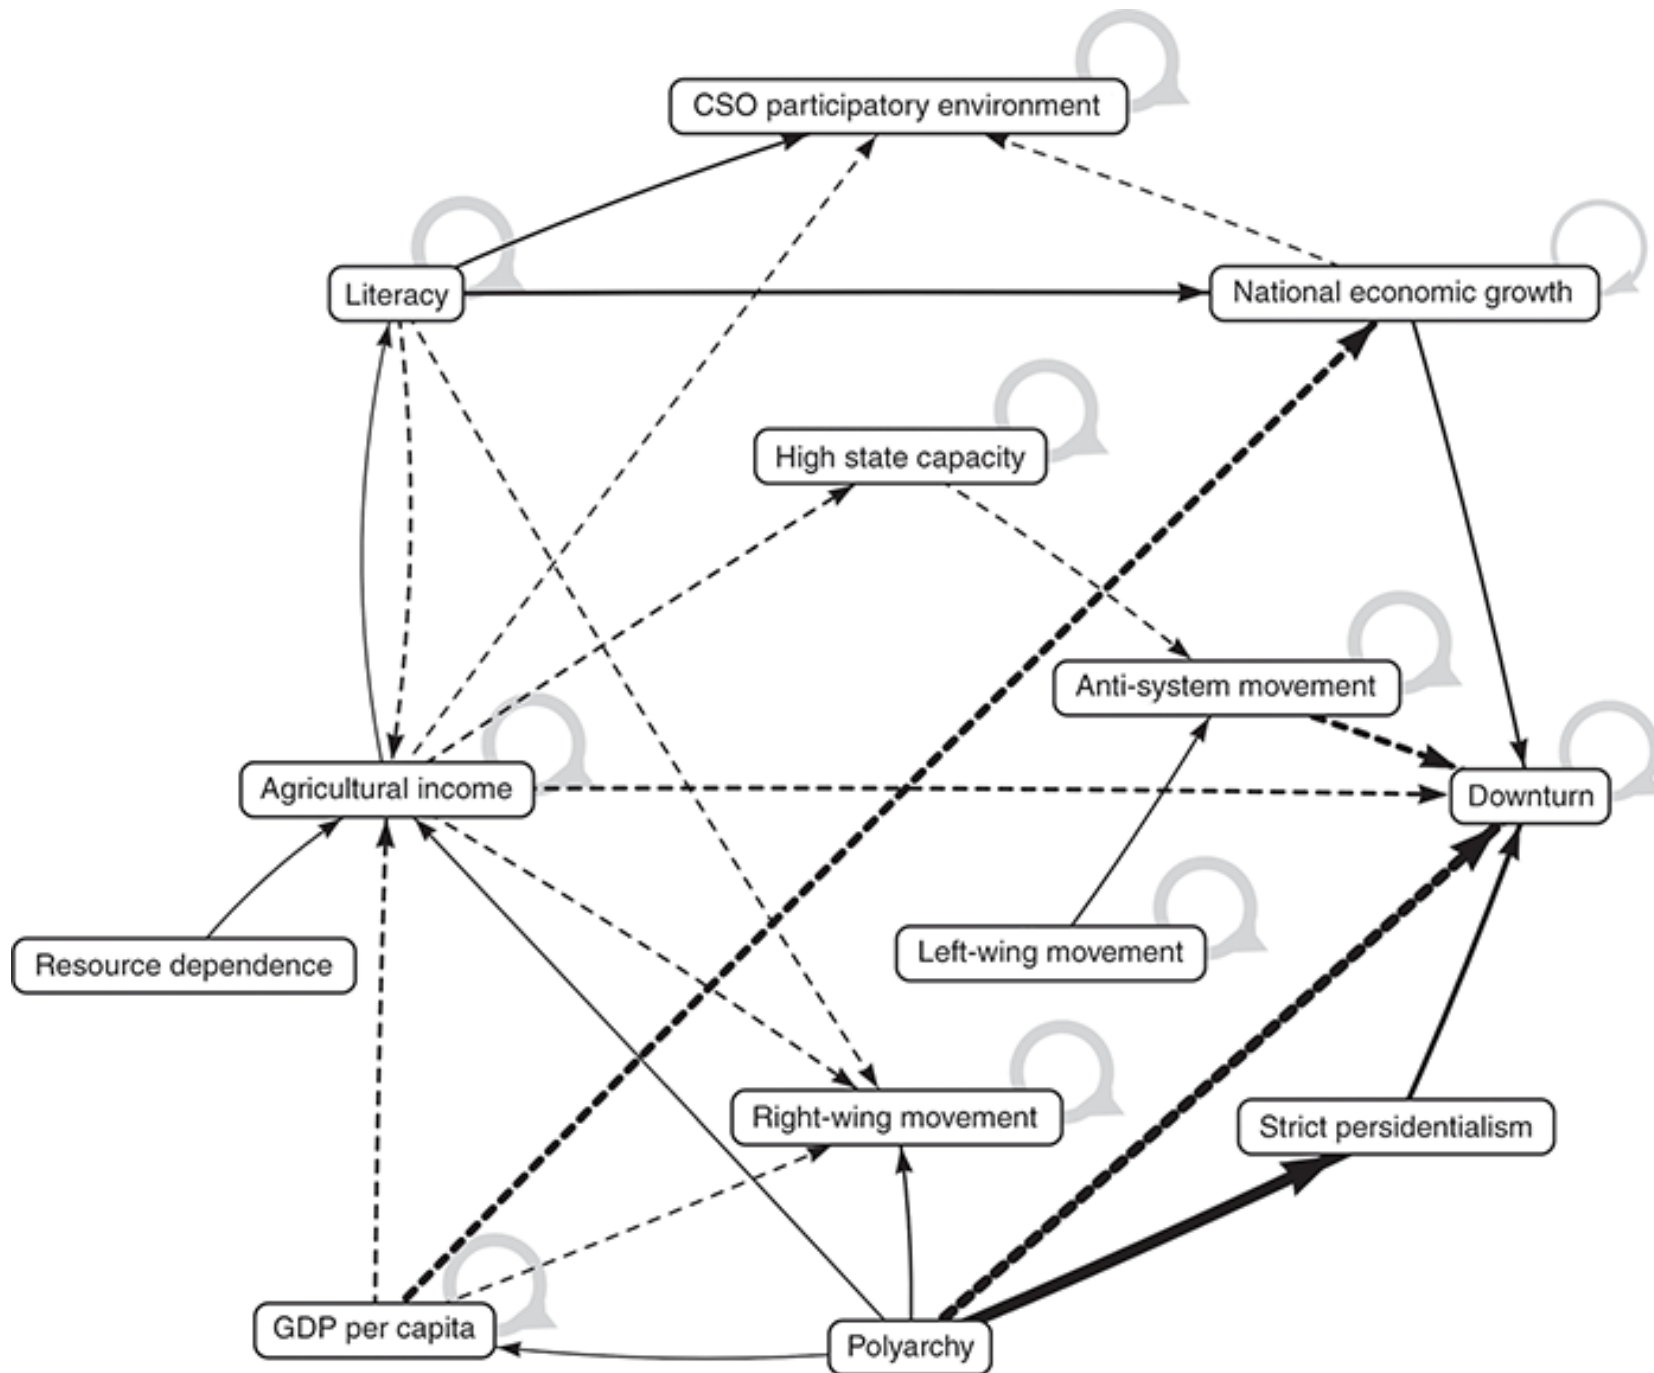 CSO participatory environment
Literacy
National economic growth
High state capacity
Anti-system movement
Agricultural income
Downturn
Left-wing movement
Resource dependence
Right-wing movement
Strict persidentialism
GDP per capita
Polyarchy